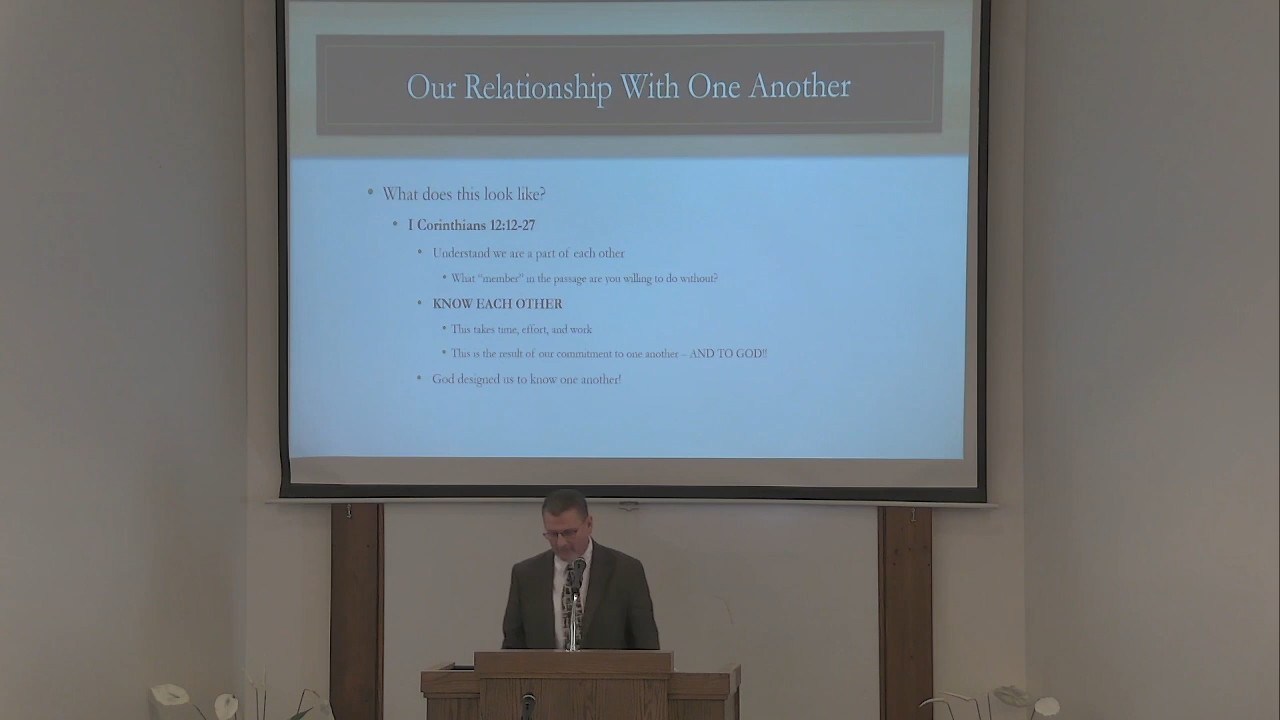 Our Relationship With One Another
• What does this look like?
• I Corinthians 12:12-27
• Understand we are a part of each other
• What “member” in the passage are you willing to do without?
• KNOW EACH OTHER
• This takes time, effort, and work
• This is the result of our commitment to one another – AND TO GOD!!
• God designed us to know one another!